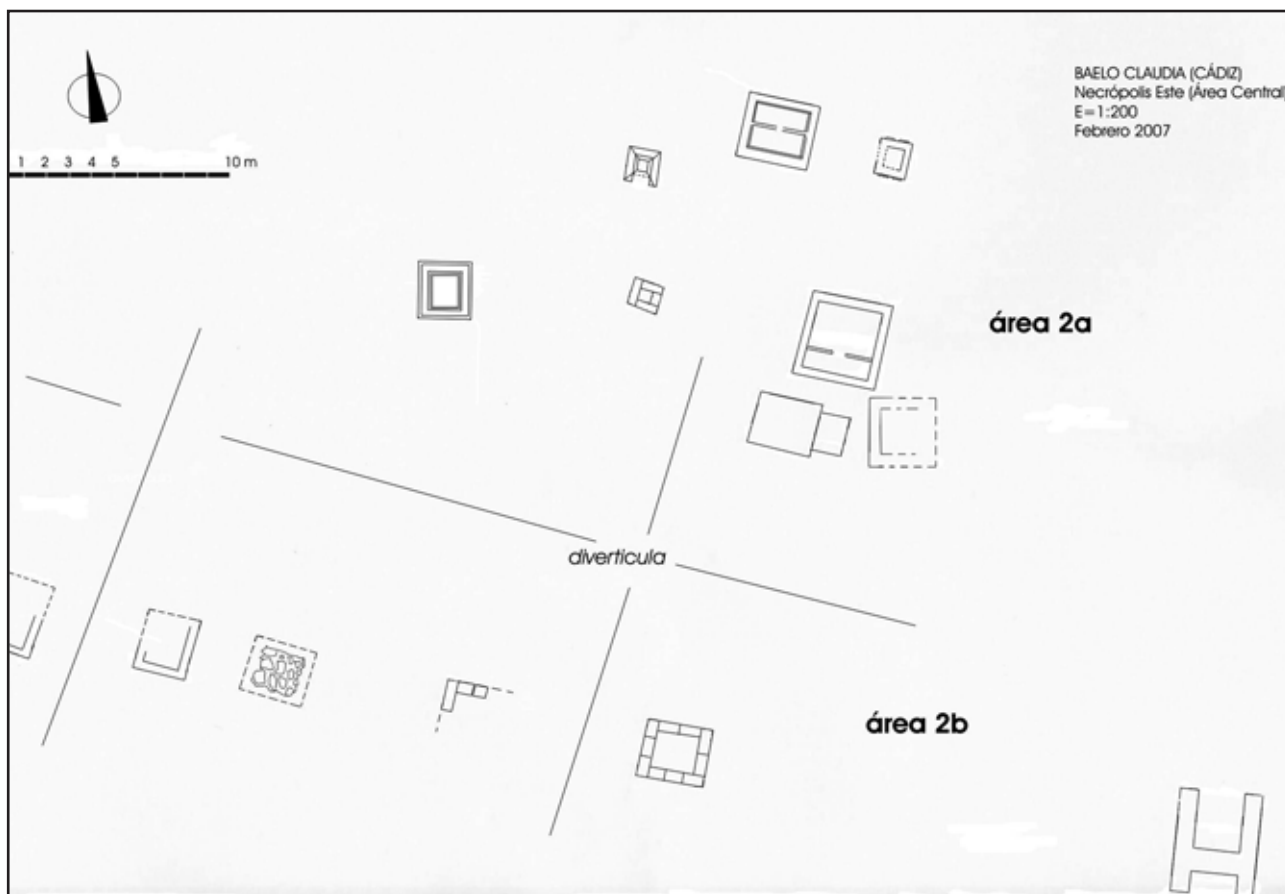 BAELO CLAUDIA (CÁDIZ)
Necrópolis Este (Área Central)
E=1:200
Febrero 2007
1 2 3 4 5 10 m
área 2a
diverticula
área 2b